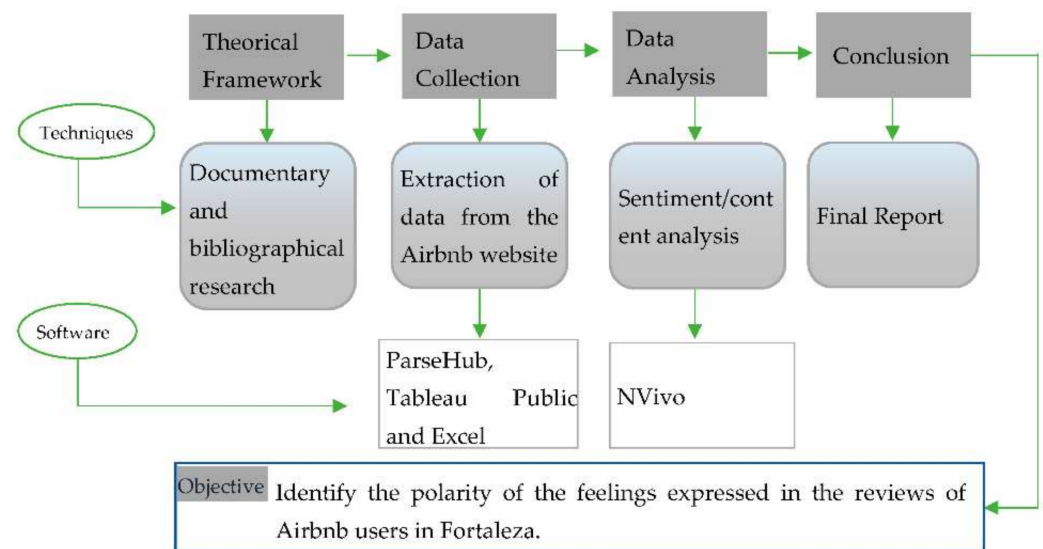 Theorical
Framework
Data
Collection
Data
Analysis
Conclusion
Techniques
Documentary
and
bibliographical
research
Extraction of
data from the
Airbnb website
Sentiment/cont
ent analysis
Final Report
Software
ParseHub,
Tableau Public
and Excel
NVivo
Objective
Identify the polarity of the feelings expressed in the reviews of
Airbnb users in Fortaleza.